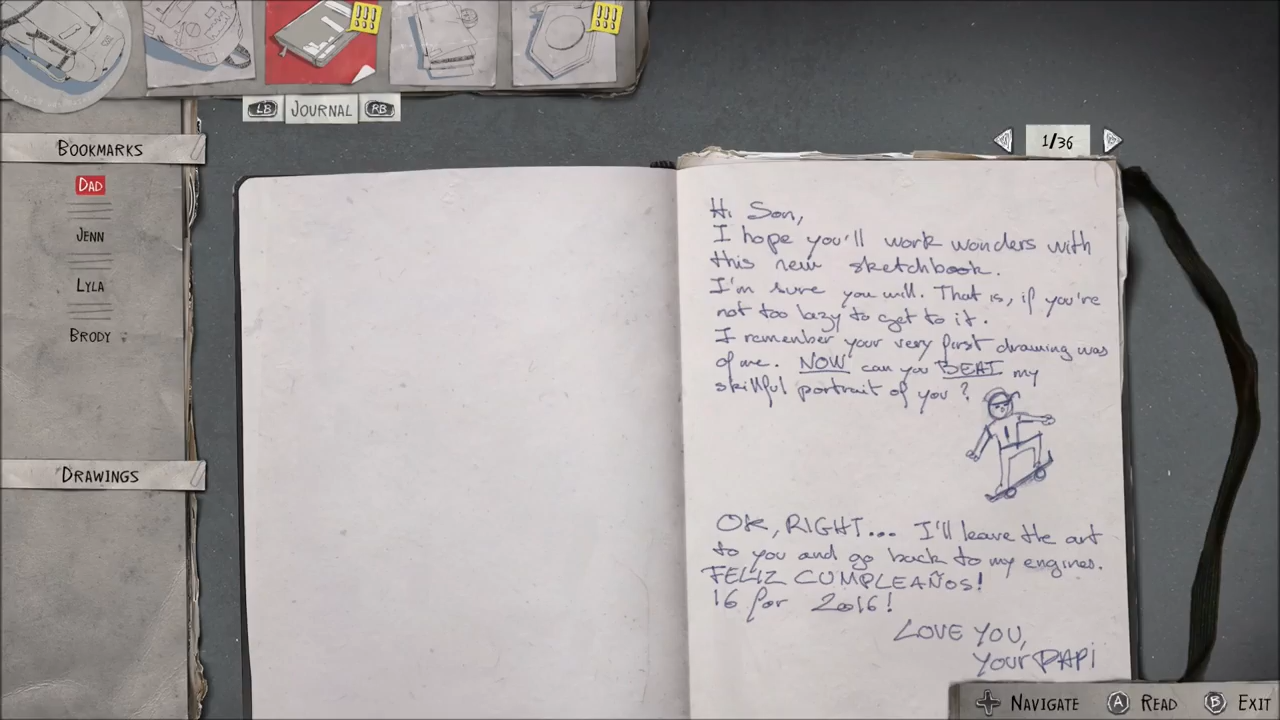 LB JOURNAL RB
BOOKMARKS
DAD
JENN
LYLA
BRODY
DRAWINGS
1/36
Hi Son,
I hope you'll work wonders with
this new sketchbook.
I'm sure you will. That is, if you're
not too lazy to get to it.
I remember your very first drawing was
of me. NOW can you BEAT my
skillful portrait of you?
OK, RIGHT... I'll leave the art
to you and go back to my engines.
FELIZ CUMPLEAÑOS!
16 for 2016!
LOVE YOU,
Your PAPI
NAVIGATE A READ B EXIT